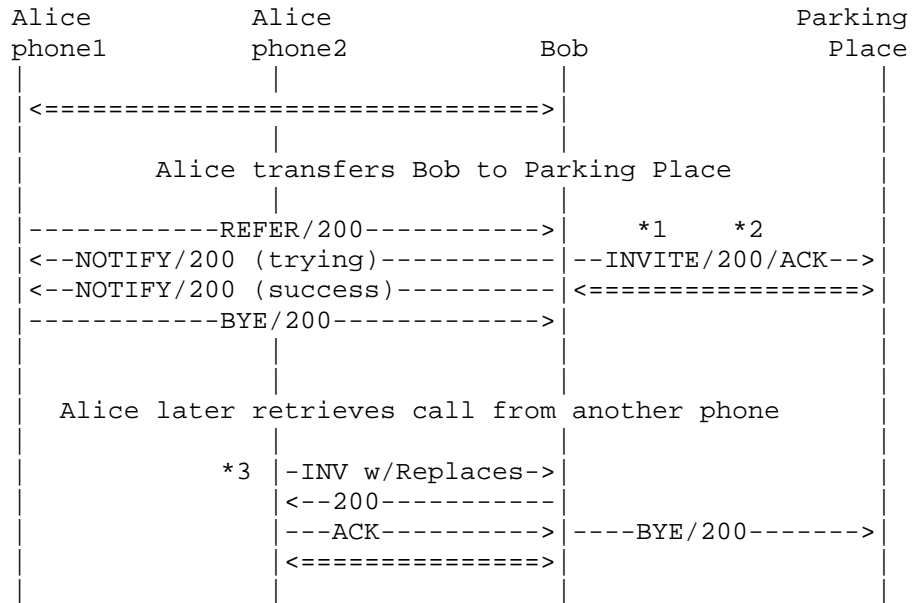 Alice          Alice                             Parking
phone1         phone2            Bob               Place
|               |                 |                   |
|<===============================>|                   |
|               |                 |                   |
|        Alice transfers Bob to Parking Place         |
|               |                 |                   |
|------------REFER/200----------->|    *1    *2       |
|<--NOTIFY/200 (trying)-----------|--INVITE/200/ACK-->|
|<--NOTIFY/200 (success)----------|<=================>|
|------------BYE/200------------->|                   |
|               |                 |                   |
|               |                 |                   |
|  Alice later retrieves call from another phone      |
|               |                 |                   |
|            *3 |-INV w/Replaces->|                   |
|               |<--200-----------|                   |
|               |---ACK---------->|----BYE/200------->|
|               |<===============>|                   |
|               |                 |                   |